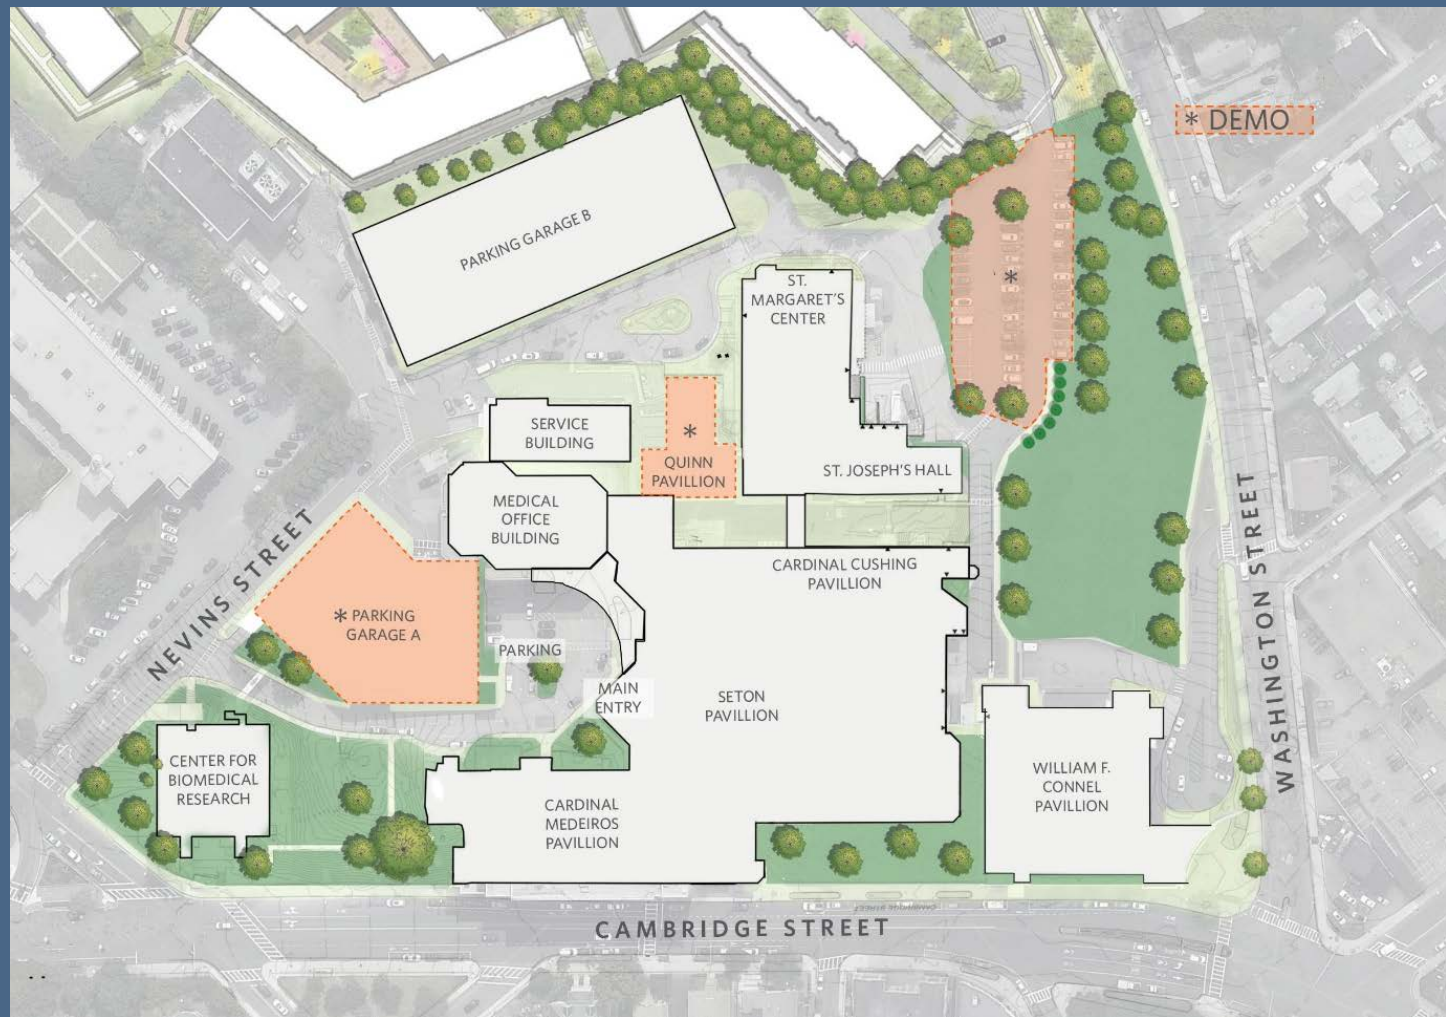 * DEMO
PARKING GARAGE B
ST.
MARGARET'S
CENTER
*
SERVICE
BUILDING
*
QUINN
PAVILLION
ST. JOSEPH'S HALL
MEDICAL
OFFICE
BUILDING
CARDINAL CUSHING
PAVILLION
NEVINS STREET
* PARKING
GARAGE A
PARKING
MAIN
ENTRY
SETON
PAVILLION
WASHINGTON STREET
CENTER FOR
BIOMEDICAL
RESEARCH
CARDINAL
MEDEIROS
PAVILLION
WILLIAM F.
CONNEL
PAVILLION
CAMBRIDGE STREET
CAMBRIDGE STREET